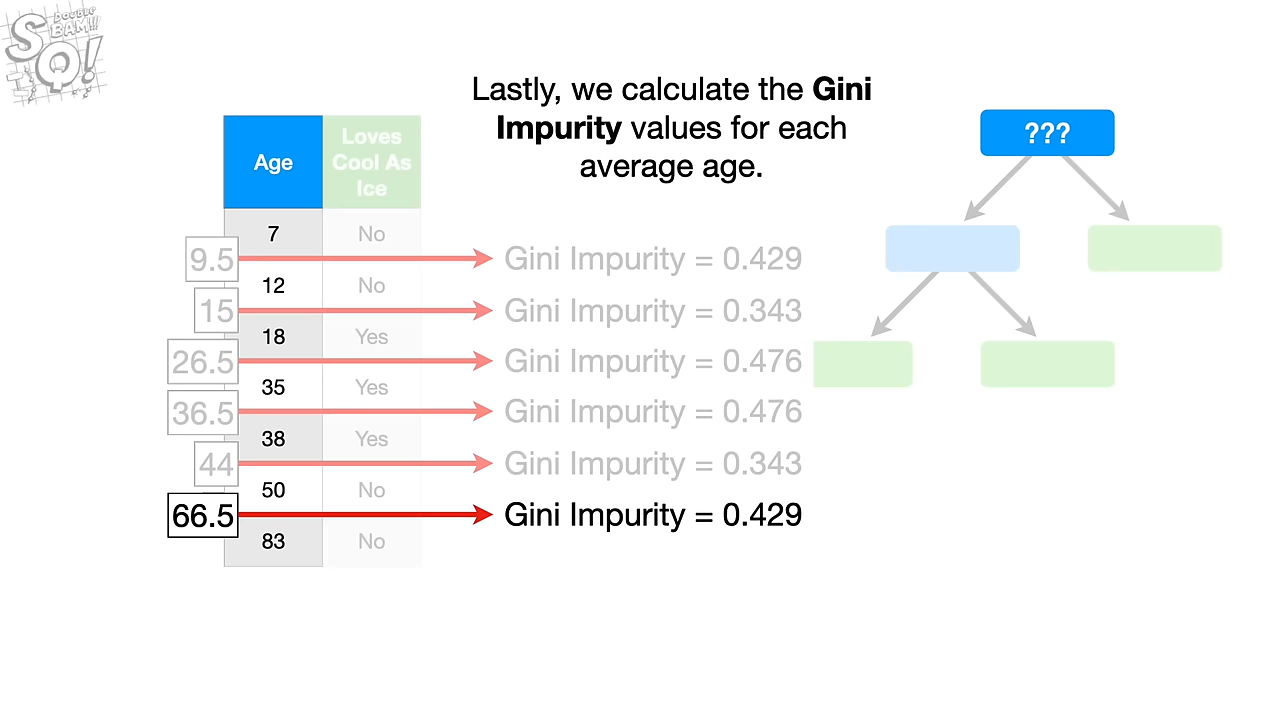 DOUBLE
BAM!!!
SQ!
Lastly, we calculate the Gini
Impurity values for each
average age.
???
Age
Loves
Cool As
Ice
7 No
9.5 Gini Impurity = 0.429
12 No
15 Gini Impurity = 0.343
18 Yes
26.5 Gini Impurity = 0.476
35 Yes
36.5 Gini Impurity = 0.476
38 Yes
44 Gini Impurity = 0.343
50 No
66.5 Gini Impurity = 0.429
83 No